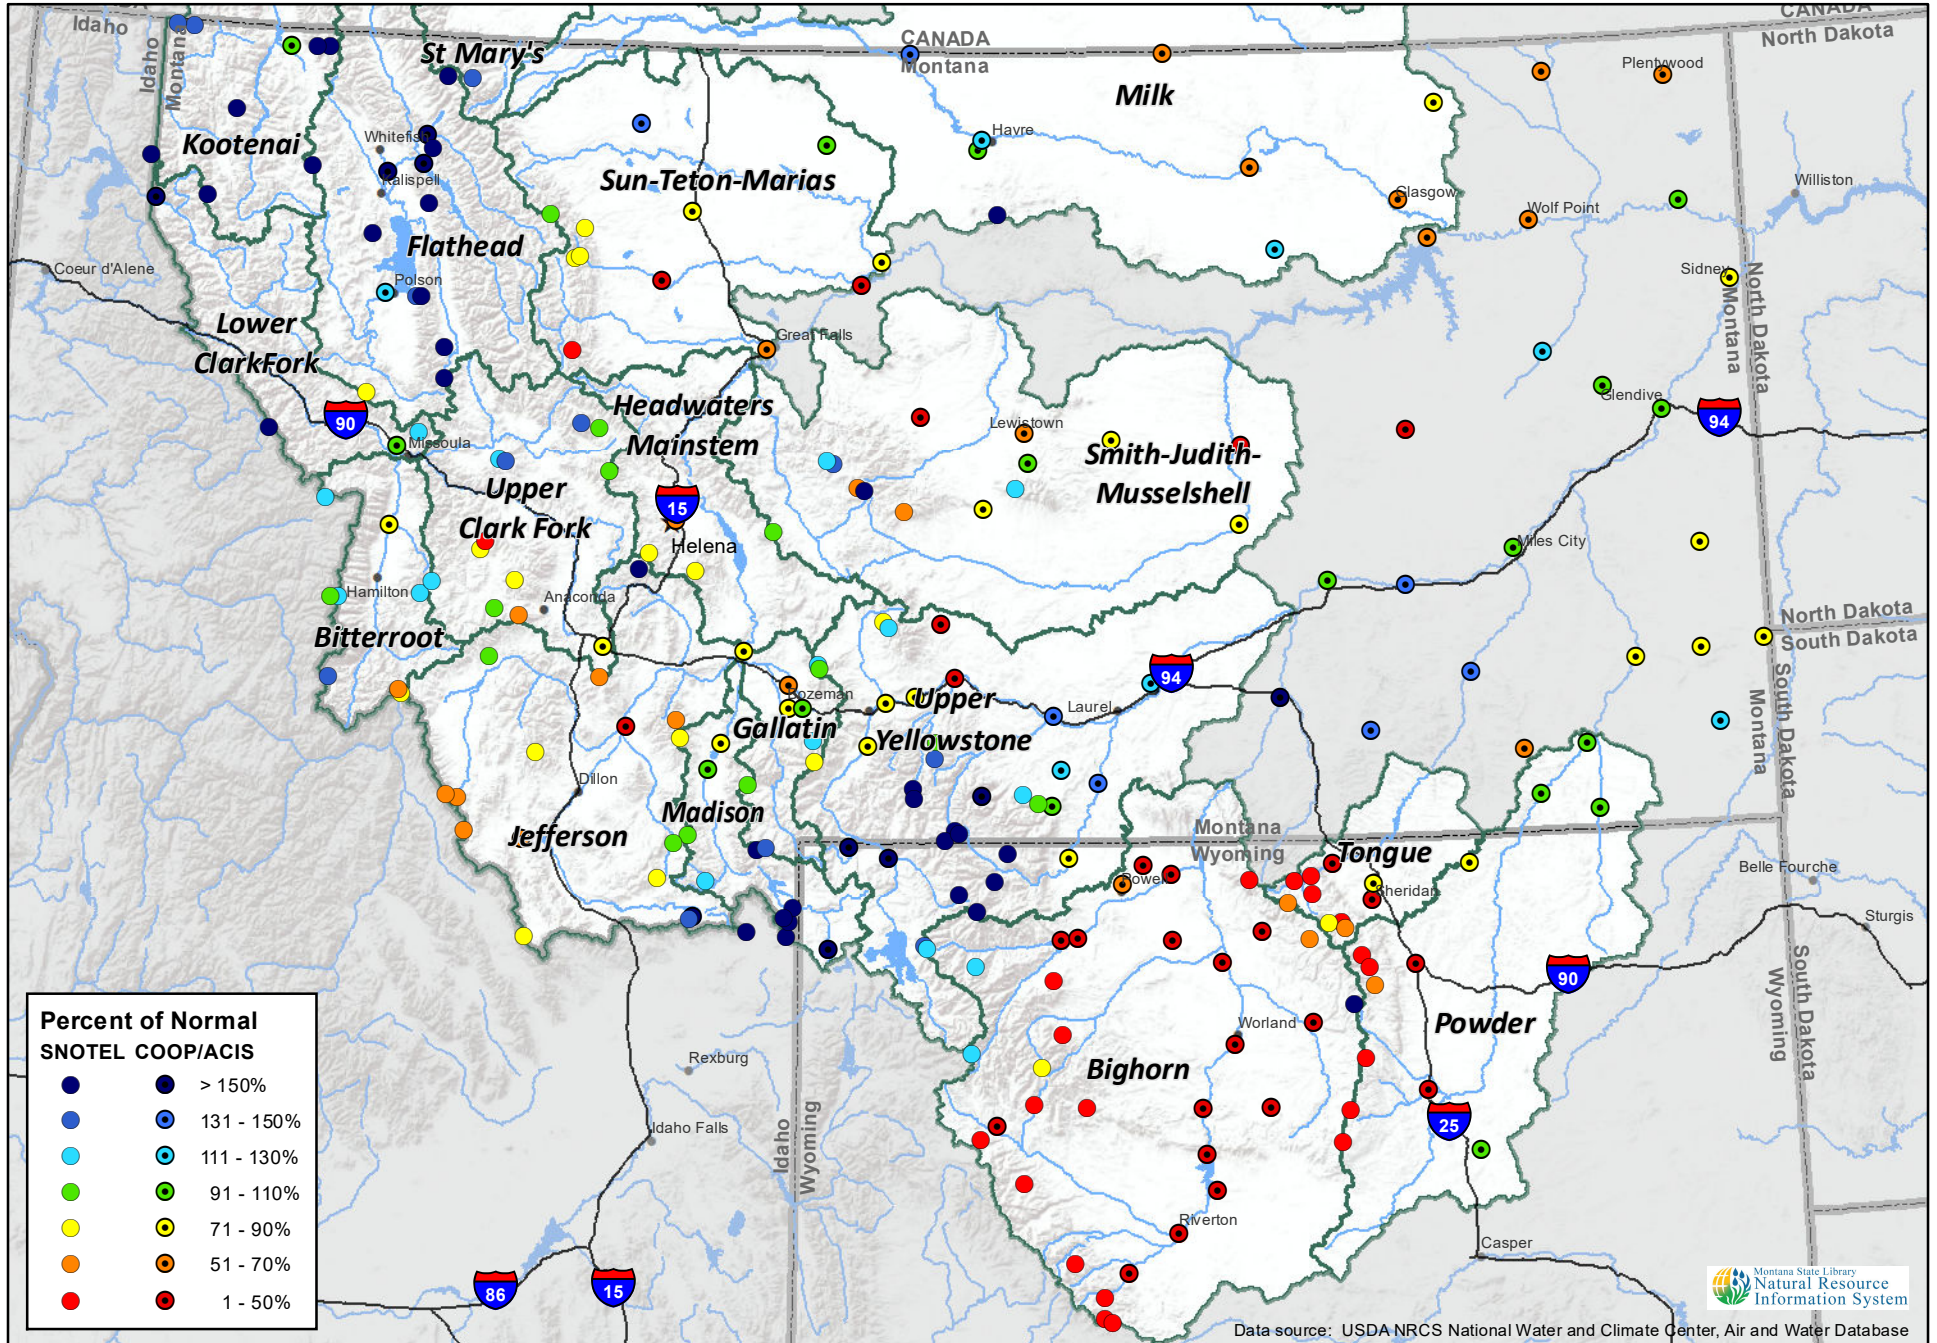 CANADA
North Dakota
Idaho
Idaho
Montana
St Mary's
CANADA
Montana
Milk
Plentywood
Kootenai
Whitefish
Kalispell
Havre
Sun-Teton-Marias
Glasgow
Wolf Point
Williston
Flathead
Coeur d'Alene
Polson
Sidney
North Dakota
Montana
Lower
ClarkFork
Great Falls
90
Missoula
Headwaters
Mainstem
Lewistown
Smith-Judith-
Musselshell
Glendive
94
Upper
Clark Fork
15
Helena
Miles City
Hamilton
Anaconda
Bitterroot
North Dakota
South Dakota
South Dakota
Montana
94
Bozeman
Laurel
Upper
Yellowstone
Gallatin
Dillon
Madison
Jefferson
Montana
Wyoming
Tongue
Powell
Sheridan
Belle Fourche
Sturgis
90
South Dakota
Wyoming
Percent of Normal
SNOTEL COOP/ACIS
> 150%
131 - 150%
111 - 130%
91 - 110%
71 - 90%
51 - 70%
1 - 50%
Rexburg
Idaho Falls
Idaho
Wyoming
Worland
Bighorn
Powder
25
Riverton
Casper
86
15
Montana State Library
Natural Resource
Information System
Data source: USDA NRCS National Water and Climate Center, Air and Water Database